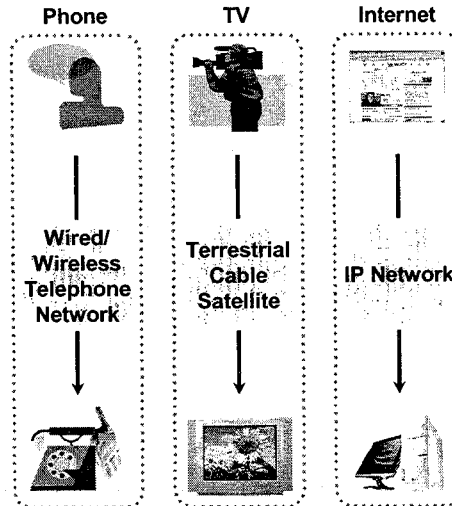 Phone
TV
Internet
Wired/
Wireless
Telephone
Network
Terrestrial
Cable
Satellite
IP Network